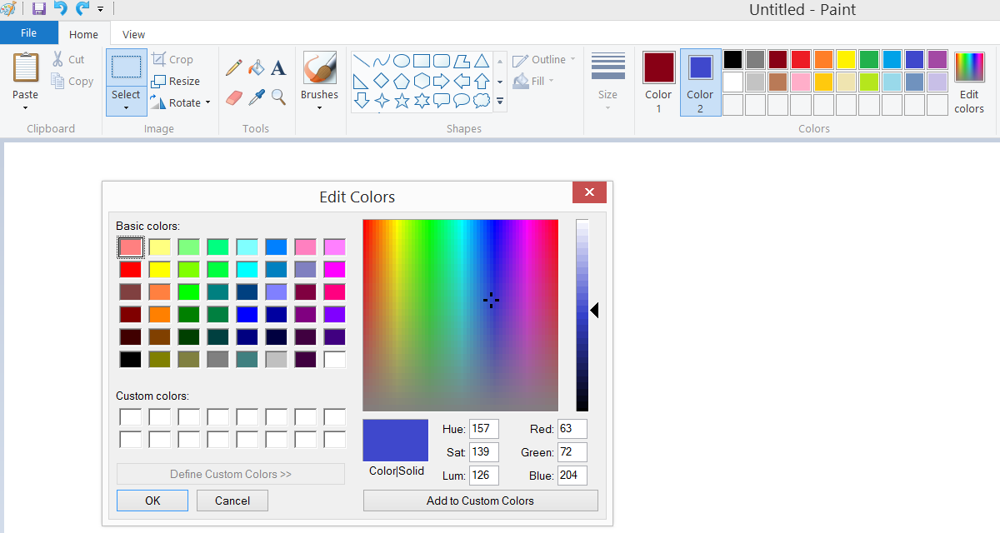 Untitled - Paint
File
Home
View
Paste
Cut
Copy
Clipboard
Select
Crop
Resize
Rotate
Image
A
Tools
Brushes
Outline
Fill
Shapes
Size
Color
1
Color
2
Edit
colors
Colors
Edit Colors
Basic colors:
Custom colors:
Define Custom Colors >>
OK
Cancel
Color|Solid
Hue: 157
Sat: 139
Lum: 126
Red: 63
Green: 72
Blue: 204
Add to Custom Colors